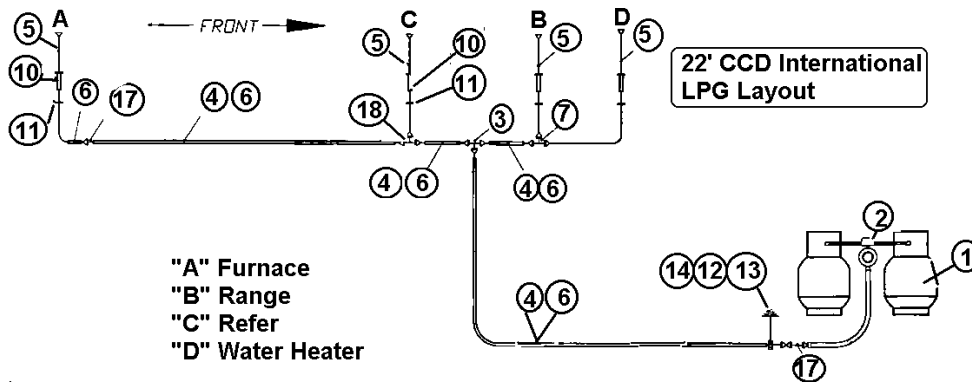 A FRONT C B D
5 5 10 5 5
22' CCD International
LPG Layout
10 6 17 4 6 11
11 18 3 7
4 6 4 6
2
1
"A" Furnace
"B" Range
"C" Refer
"D" Water Heater
14 12 13
4 6
17